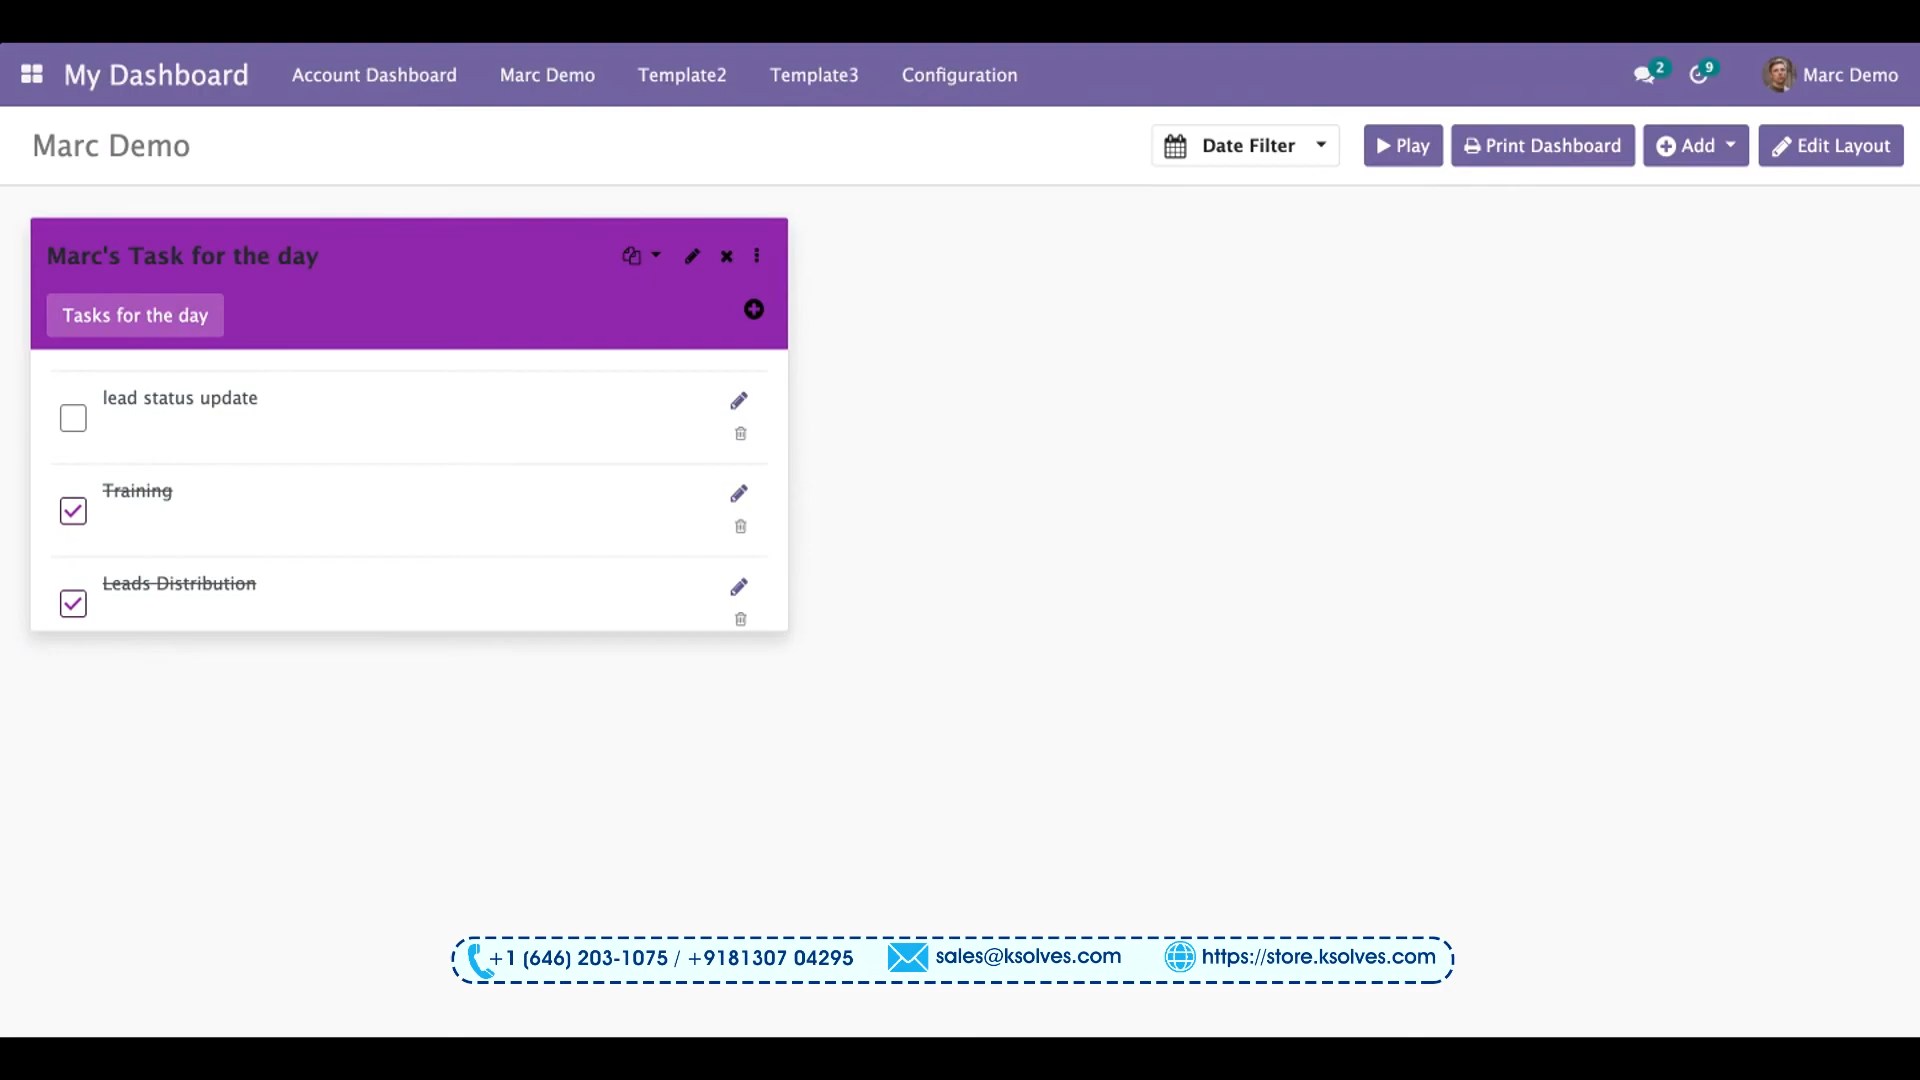 My Dashboard Account Dashboard Marc Demo Template2 Template3 Configuration 2 9 Marc Demo
Marc Demo Date Filter Play Print Dashboard Add Edit Layout
Marc's Task for the day
Tasks for the day
lead status update
Training
Leads Distribution
+1 (646) 203-1075 / +9181307 04295 sales@ksolves.com https://store.ksolves.com